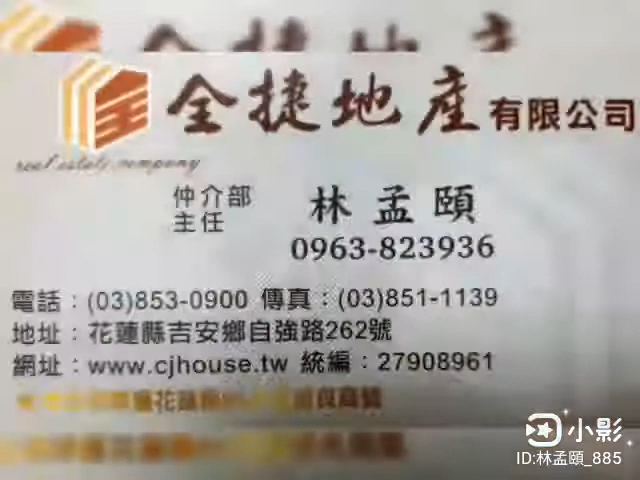 全捷地產有限公司
real estate company
仲介部
主任
林孟頤
0963-823936
電話：(03)853-0900 傳真：(03)851-1139
地址：花蓮縣吉安鄉自強路262號
網址：www.cjhouse.tw 統編：27908961
小影
ID:林孟頤_885